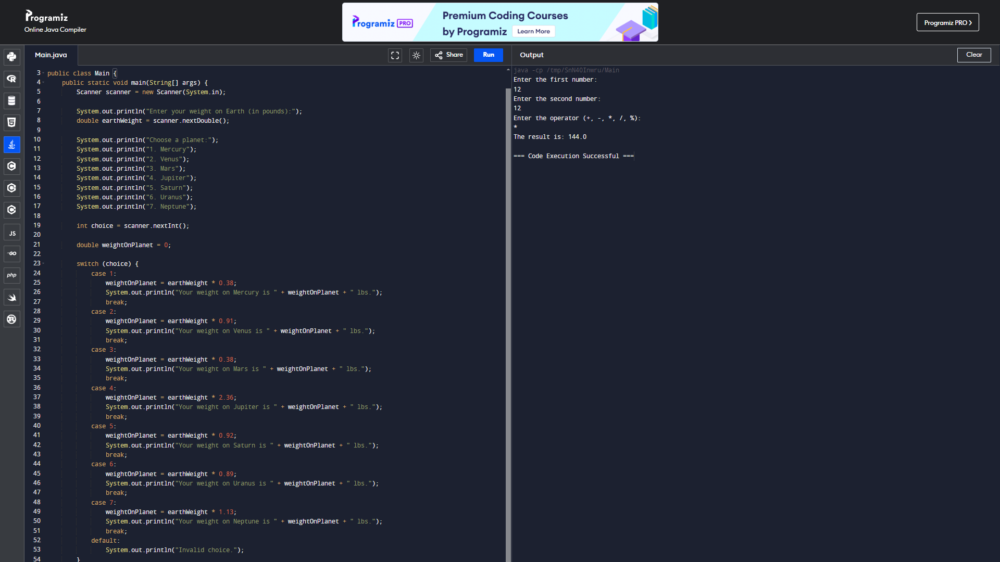 Programiz
Online Java Compiler
Programiz PRO
Premium Coding Courses
by Programiz
Learn More
Programiz PRO
Main.java
Share
Run
Output
Clear
3 public class Main {
4     public static void main(String[] args) {
5         Scanner scanner = new Scanner(System.in);
6
7         System.out.println("Enter your weight on Earth (in pounds):");
8         double earthWeight = scanner.nextDouble();
9
10         System.out.println("Choose a planet:");
11         System.out.println("1. Mercury");
12         System.out.println("2. Venus");
13         System.out.println("3. Mars");
14         System.out.println("4. Jupiter");
15         System.out.println("5. Saturn");
16         System.out.println("6. Uranus");
17         System.out.println("7. Neptune");
18
19         int choice = scanner.nextInt();
20
21         double weightOnPlanet = 0;
22
23         switch (choice) {
24             case 1:
25                 weightOnPlanet = earthWeight * 0.38;
26                 System.out.println("Your weight on Mercury is " + weightOnPlanet + " lbs.");
27                 break;
28             case 2:
29                 weightOnPlanet = earthWeight * 0.91;
30                 System.out.println("Your weight on Venus is " + weightOnPlanet + " lbs.");
31                 break;
32             case 3:
33                 weightOnPlanet = earthWeight * 0.38;
34                 System.out.println("Your weight on Mars is " + weightOnPlanet + " lbs.");
35                 break;
36             case 4:
37                 weightOnPlanet = earthWeight * 2.36;
38                 System.out.println("Your weight on Jupiter is " + weightOnPlanet + " lbs.");
39                 break;
40             case 5:
41                 weightOnPlanet = earthWeight * 0.92;
42                 System.out.println("Your weight on Saturn is " + weightOnPlanet + " lbs.");
43                 break;
44             case 6:
45                 weightOnPlanet = earthWeight * 0.89;
46                 System.out.println("Your weight on Uranus is " + weightOnPlanet + " lbs.");
47                 break;
48             case 7:
49                 weightOnPlanet = earthWeight * 1.13;
50                 System.out.println("Your weight on Neptune is " + weightOnPlanet + " lbs.");
51                 break;
52             default:
53                 System.out.println("Invalid choice.");
54         }
java -cp /tmp/SnN40Inwru/Main
Enter the first number:
12
Enter the second number:
12
Enter the operator (+, -, *, /, %):
*
The result is: 144.0
=== Code Execution Successful ===
R
5
C
C
C
JS
GO
php
R